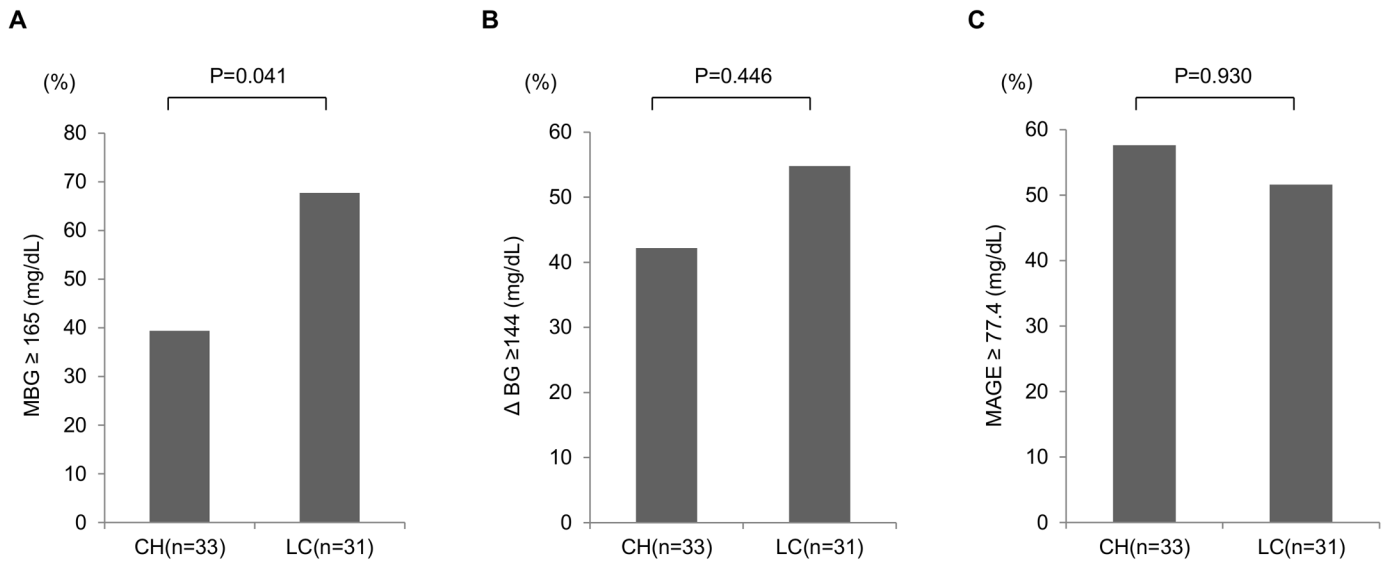 A
(%)
P=0.041
MBG ≥ 165 (mg/dL)
80
70
60
50
40
30
20
10
0
CH(n=33)
LC(n=31)
B
(%)
P=0.446
Δ BG ≥144 (mg/dL)
60
50
40
30
20
10
0
CH(n=33)
LC(n=31)
C
(%)
P=0.930
MAGE ≥ 77.4 (mg/dL)
60
50
40
30
20
10
0
CH(n=33)
LC(n=31)